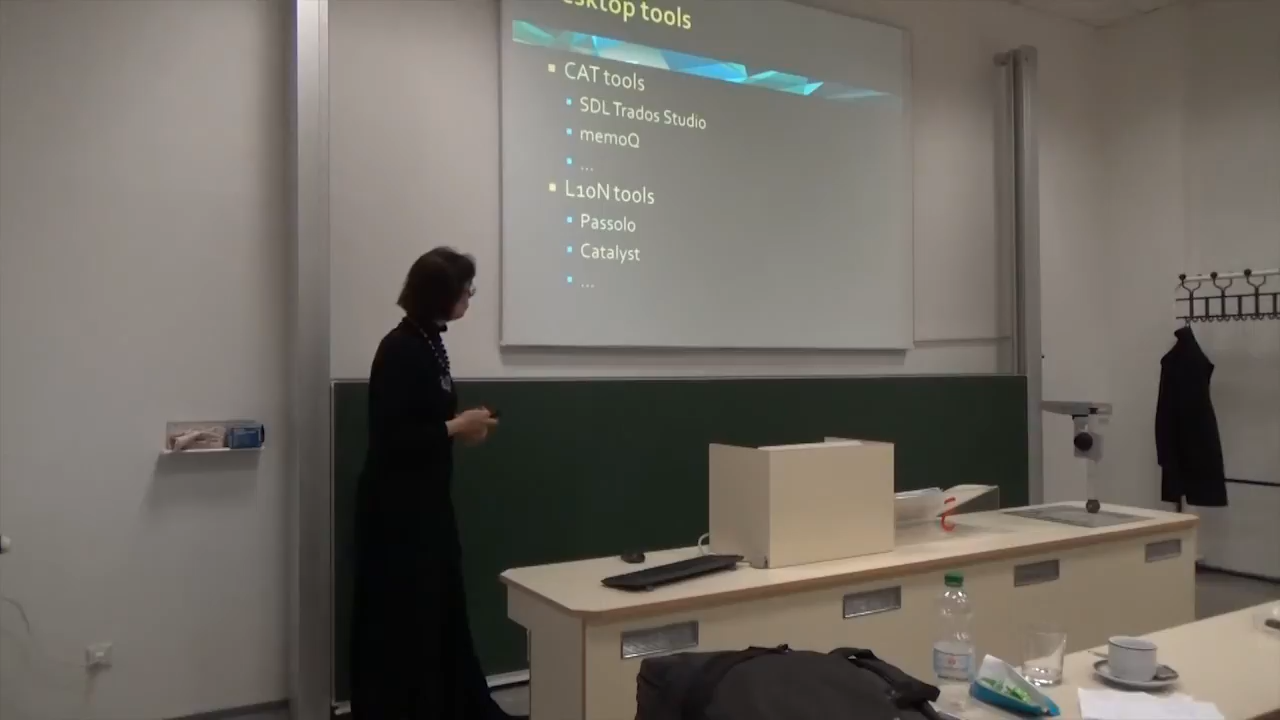 esktop tools
CAT tools
SDL Trados Studio
memoQ
...
L10N tools
Passolo
Catalyst
...